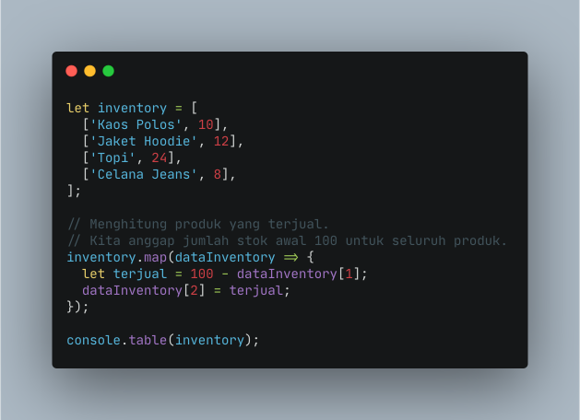 let inventory = [
  ['Kaos Polos', 10],
  ['Jaket Hoodie', 12],
  ['Topi', 24],
  ['Celana Jeans', 8],
];
// Menghitung produk yang terjual.
// Kita anggap jumlah stok awal 100 untuk seluruh produk.
inventory.map(dataInventory => {
  let terjual = 100 - dataInventory[1];
  dataInventory[2] = terjual;
});
console.table(inventory);